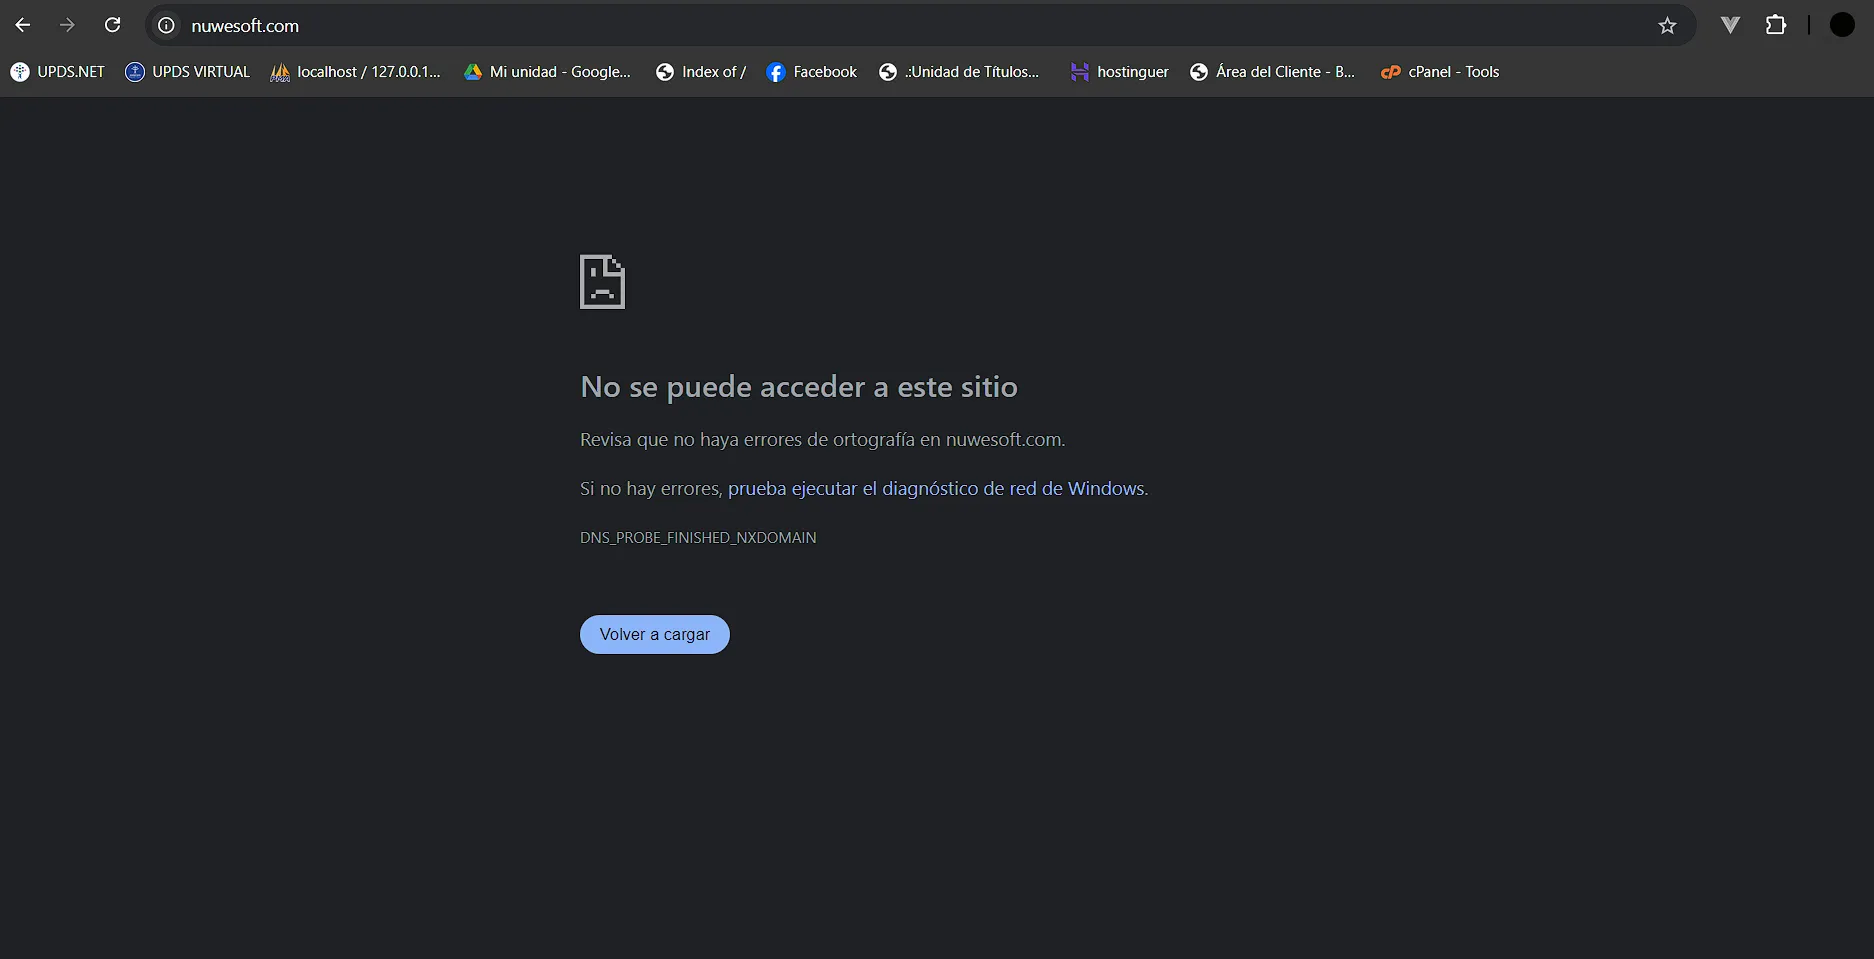 nuwesoft.com
UPDS.NET
UPDS VIRTUAL
localhost / 127.0.0.1...
Mi unidad - Google...
Index of /
Facebook
.:Unidad de Títulos...
hostinguer
Área del Cliente - B...
cPanel - Tools
No se puede acceder a este sitio
Revisa que no haya errores de ortografía en nuwesoft.com.
Si no hay errores, prueba ejecutar el diagnóstico de red de Windows.
DNS_PROBE_FINISHED_NXDOMAIN
Volver a cargar